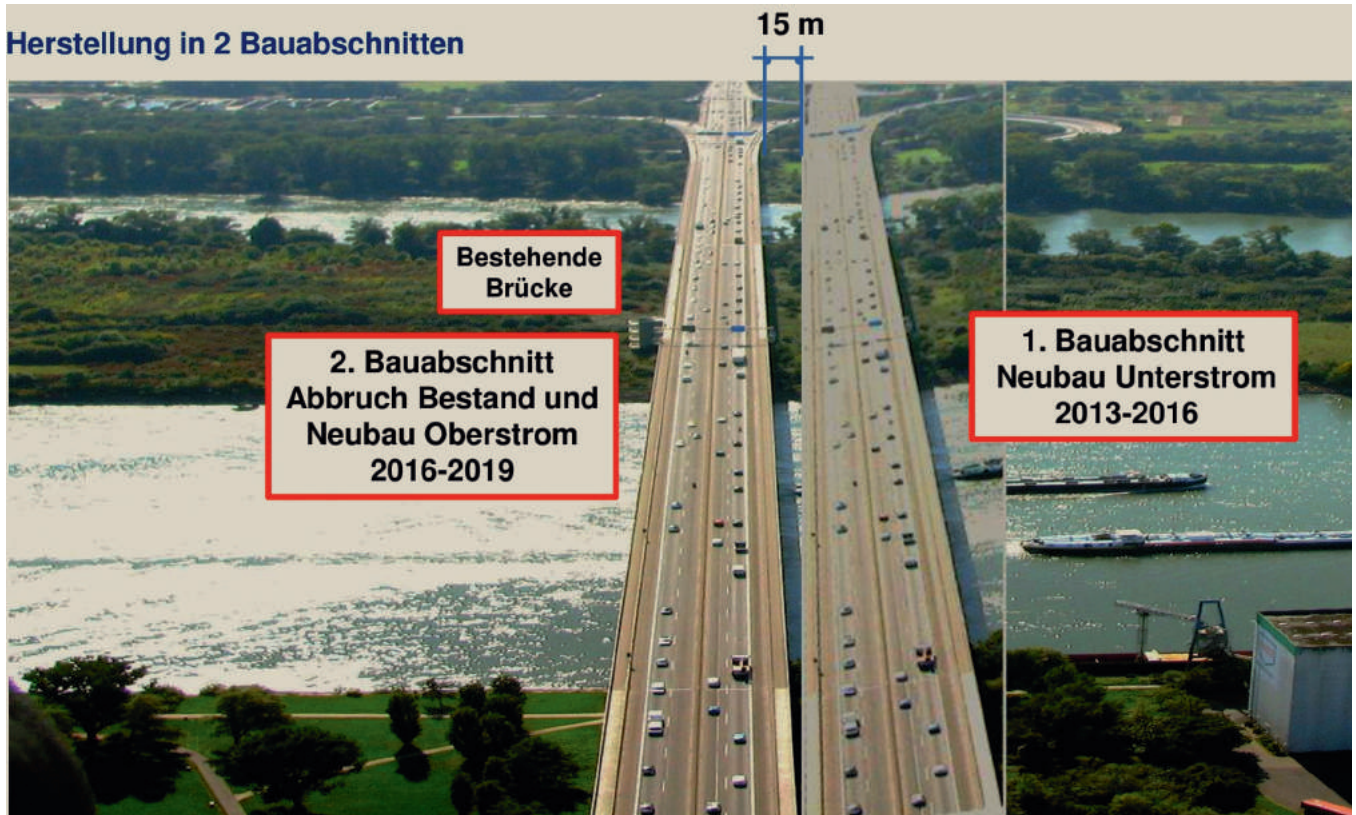 Herstellung in 2 Bauabschnitten
15 m
Bestehende
Brücke
2. Bauabschnitt
Abbruch Bestand und
Neubau Oberstrom
2016-2019
1. Bauabschnitt
Neubau Unterstrom
2013-2016